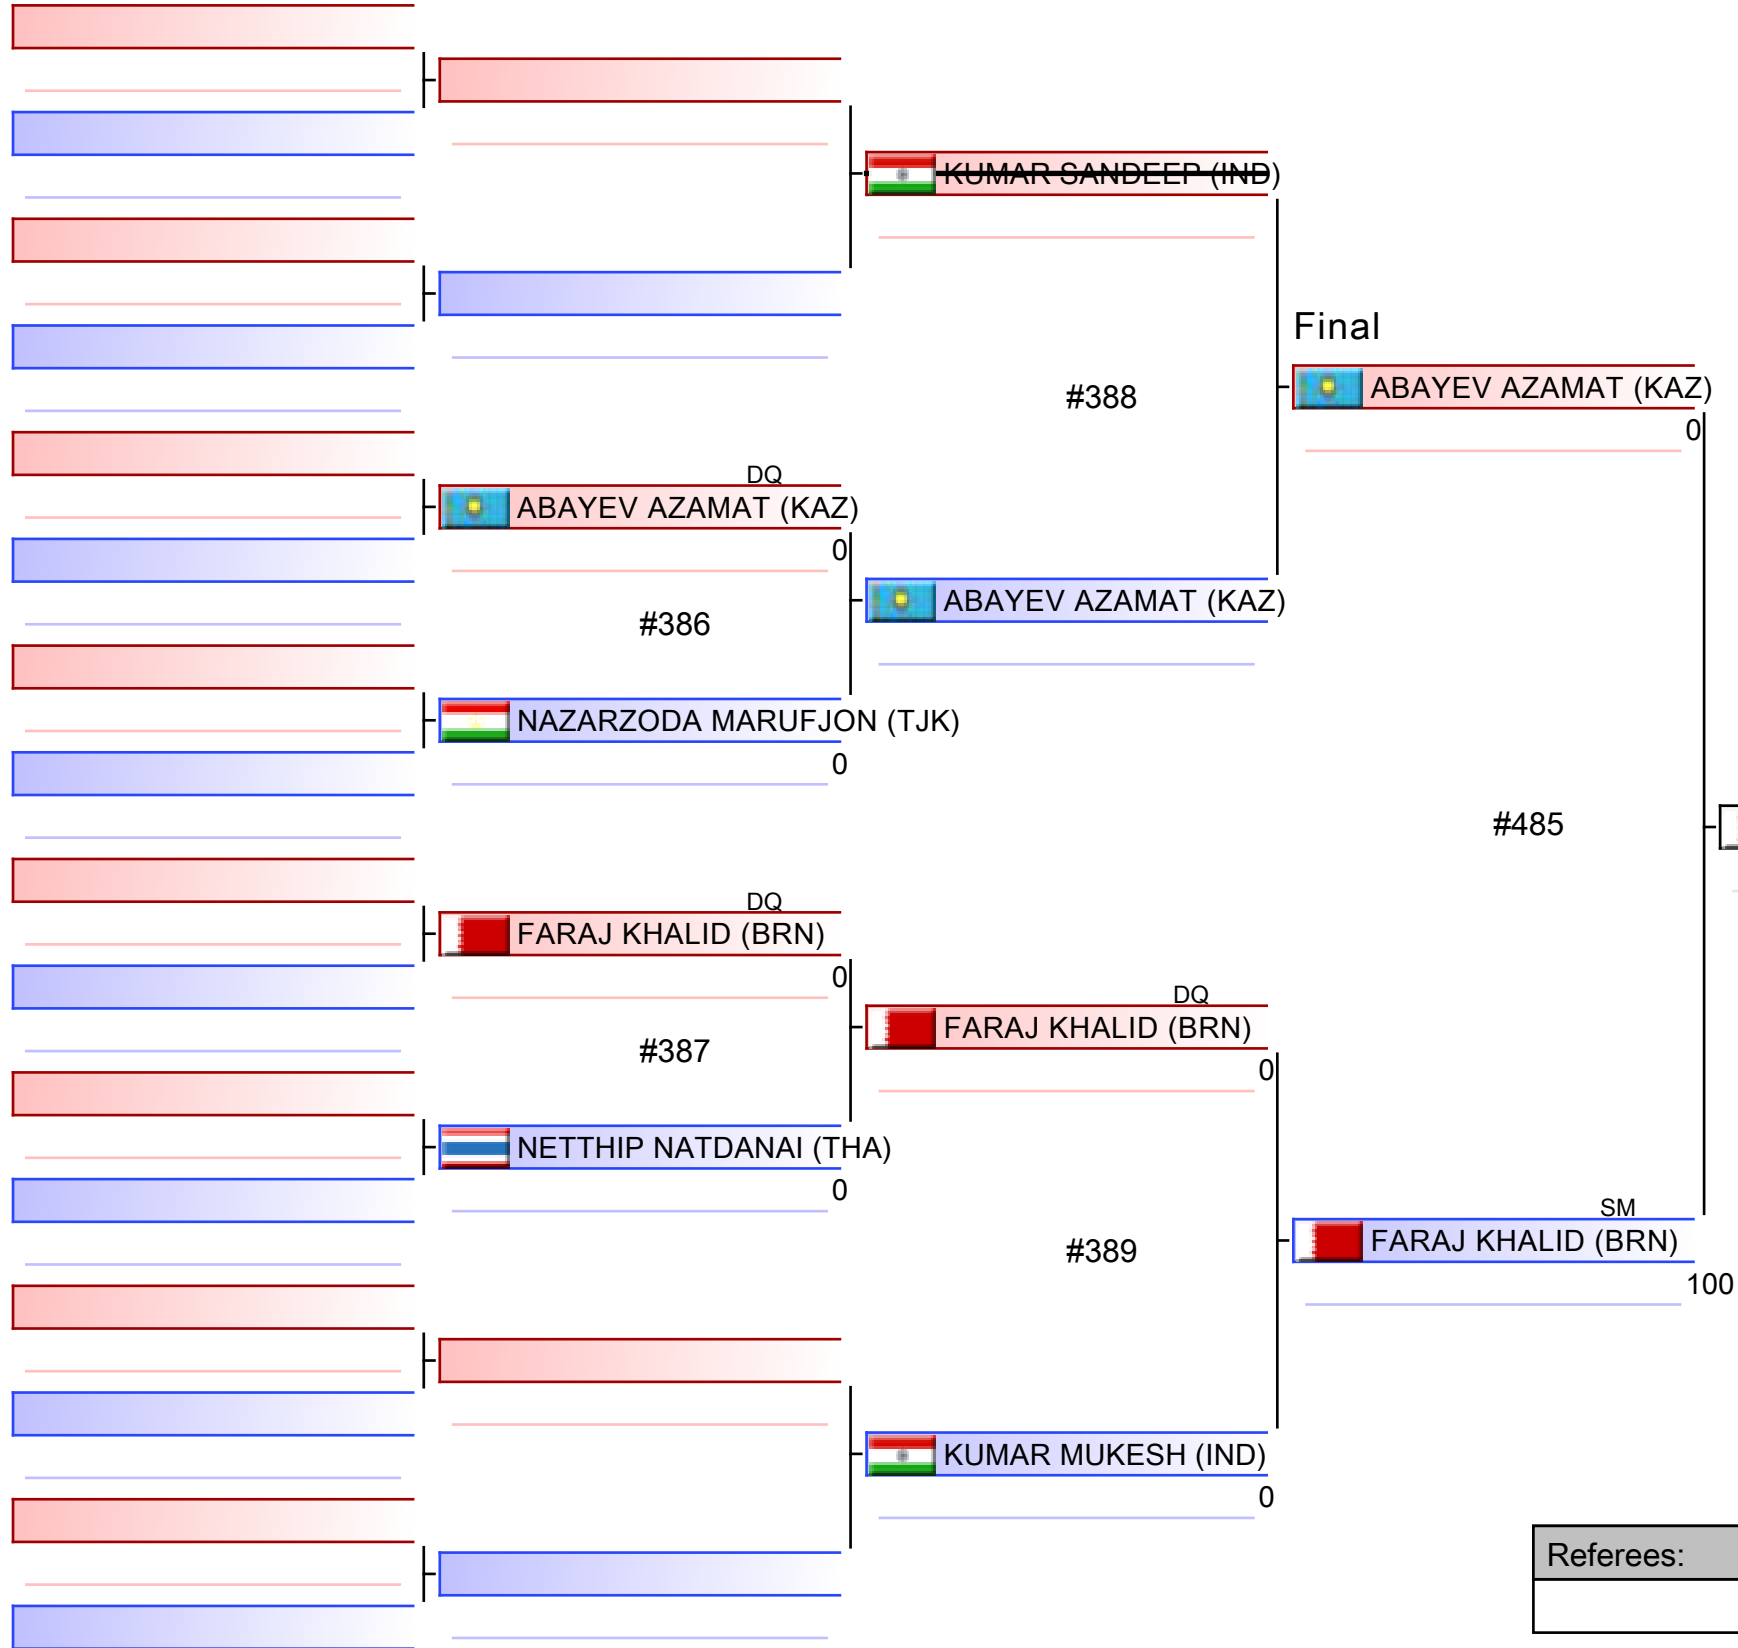 KUMAR SANDEEP (IND)
Final
#388
ABAYEV AZAMAT (KAZ)
0
DQ
ABAYEV AZAMAT (KAZ)
0
#386
ABAYEV AZAMAT (KAZ)
NAZARZODA MARUFJON (TJK)
0
#485
DQ
FARAJ KHALID (BRN)
0
DQ
FARAJ KHALID (BRN)
#387
0
NETTHIP NATDANAI (THA)
0
SM
#389
FARAJ KHALID (BRN)
100
KUMAR MUKESH (IND)
0
Referees: